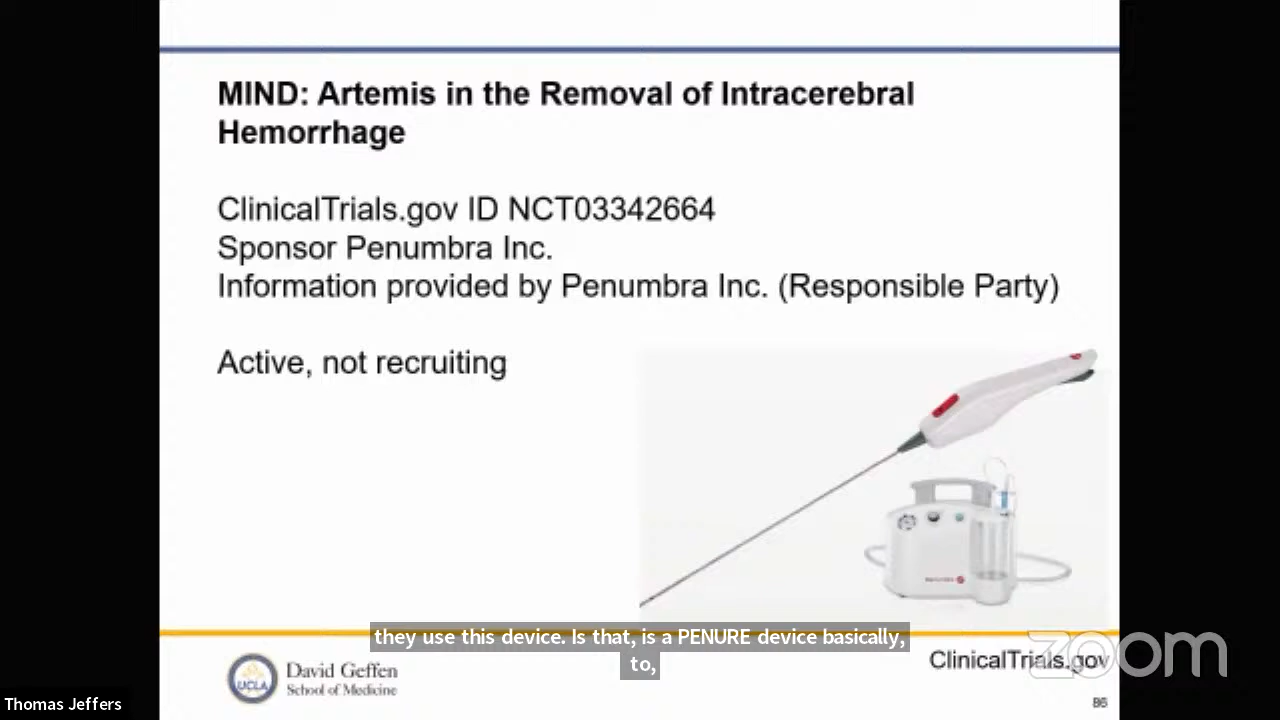 MIND: Artemis in the Removal of Intracerebral
Hemorrhage
ClinicalTrials.gov ID NCT03342664
Sponsor Penumbra Inc.
Information provided by Penumbra Inc. (Responsible Party)
Active, not recruiting
they use this device. Is that, is a PENURE device basically,
to,
UCLA
David Geffen
School of Medicine
ClinicalTrials.gov
zoom
86
Thomas Jeffers